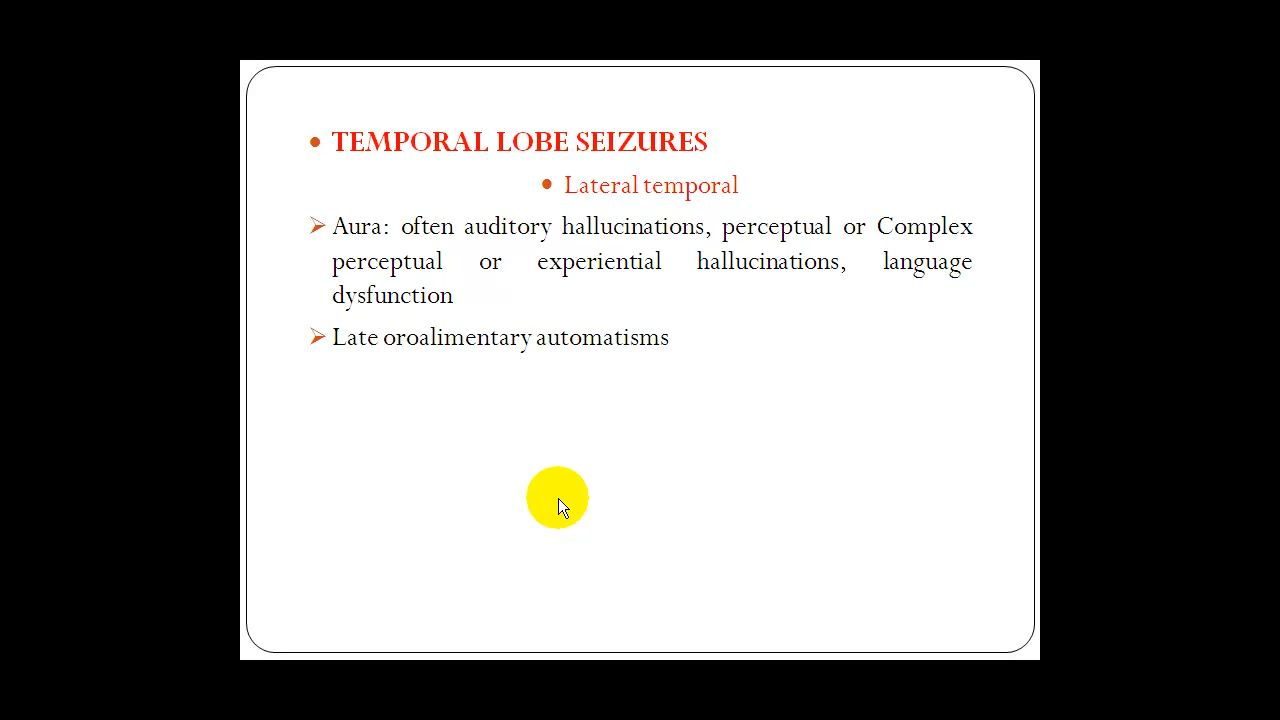 TEMPORAL LOBE SEIZURES
Lateral temporal
Aura: often auditory hallucinations, perceptual or Complex
perceptual or experiential hallucinations, language
dysfunction
Late oroalimentary automatisms